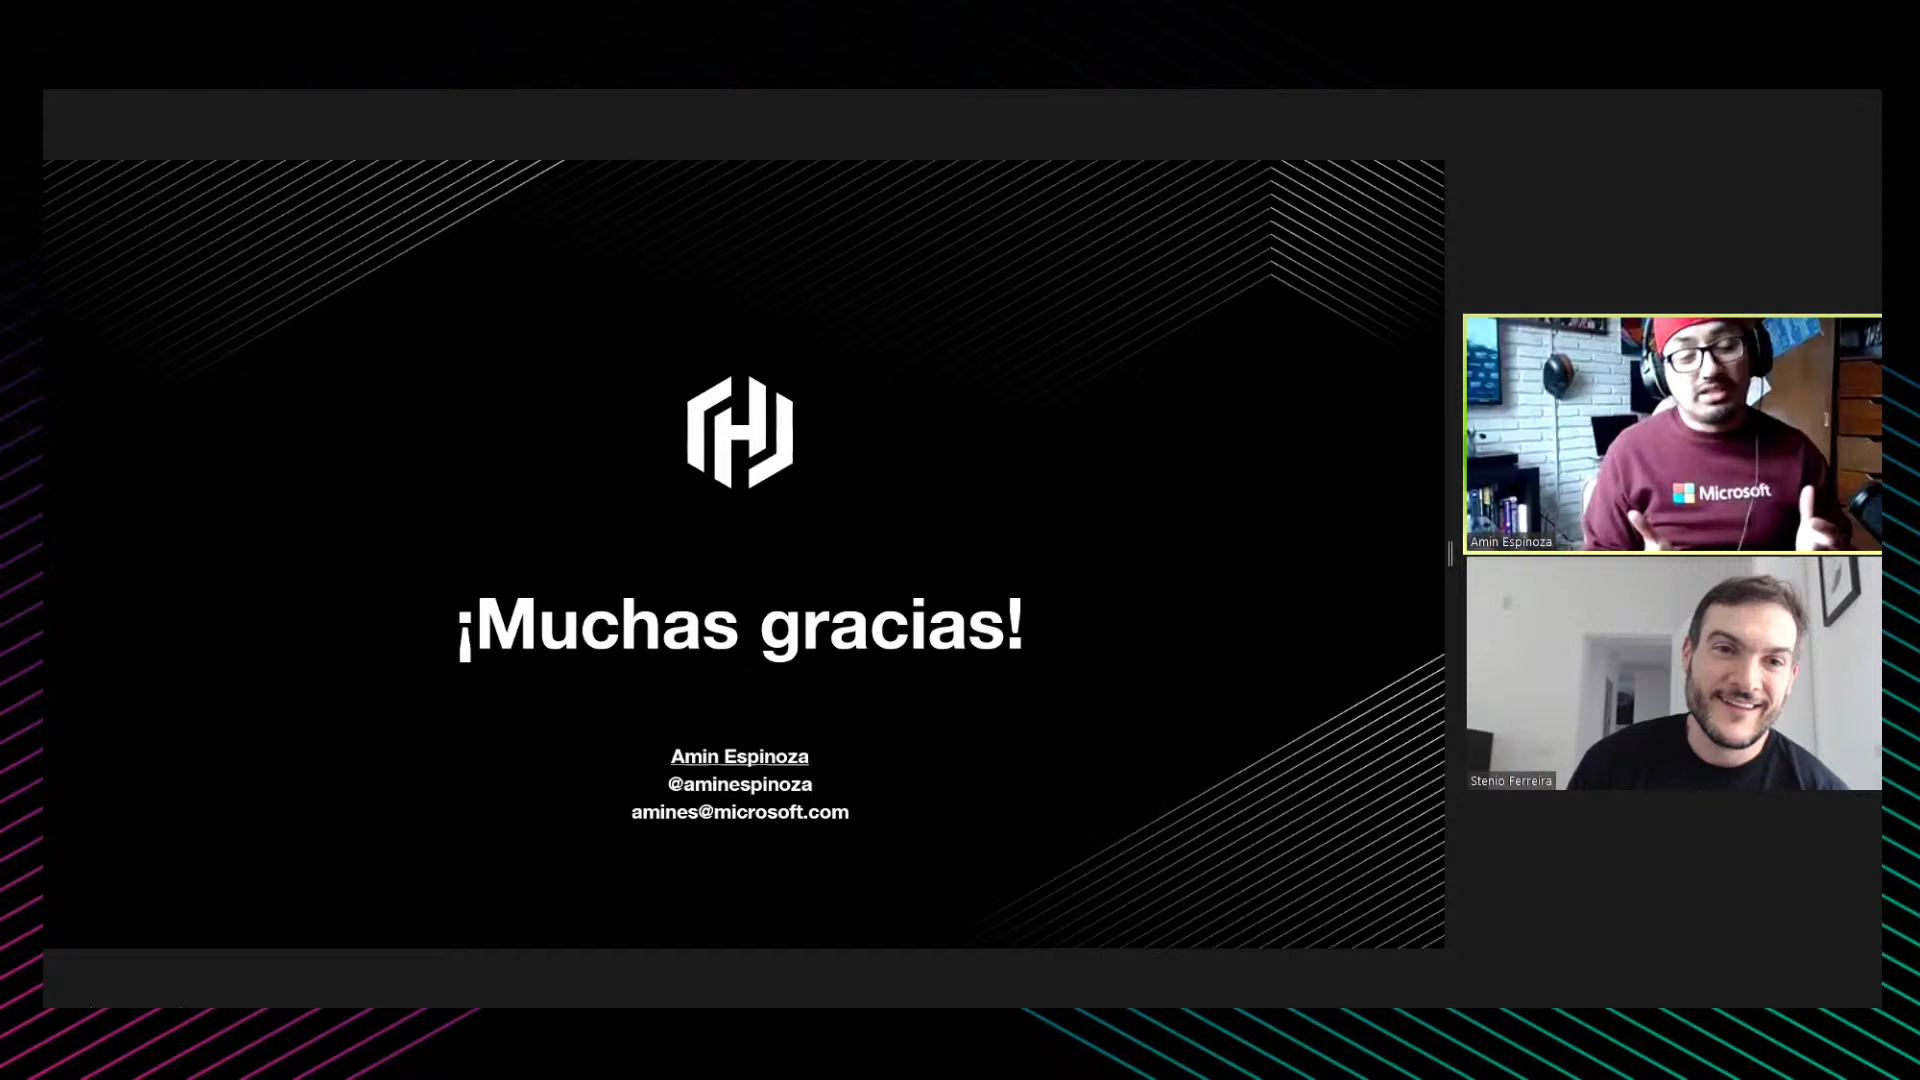 ¡Muchas gracias!
Amin Espinoza
@aminespinoza
amines@microsoft.com
Microsoft
Amin Espinoza
Stenio Ferreira